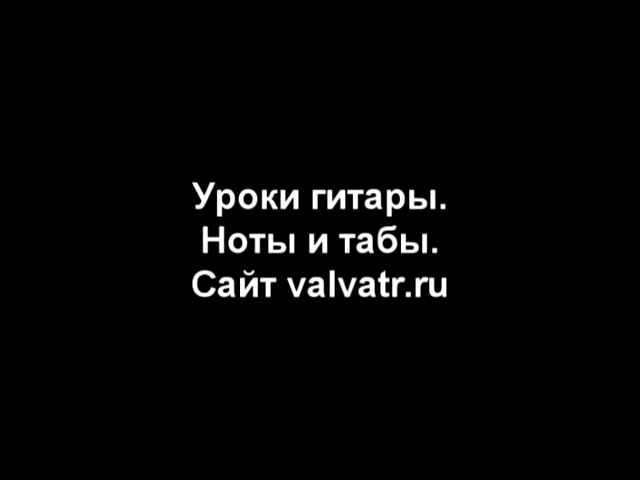 Уроки гитары.
Ноты и табы.
Сайт valvatr.ru